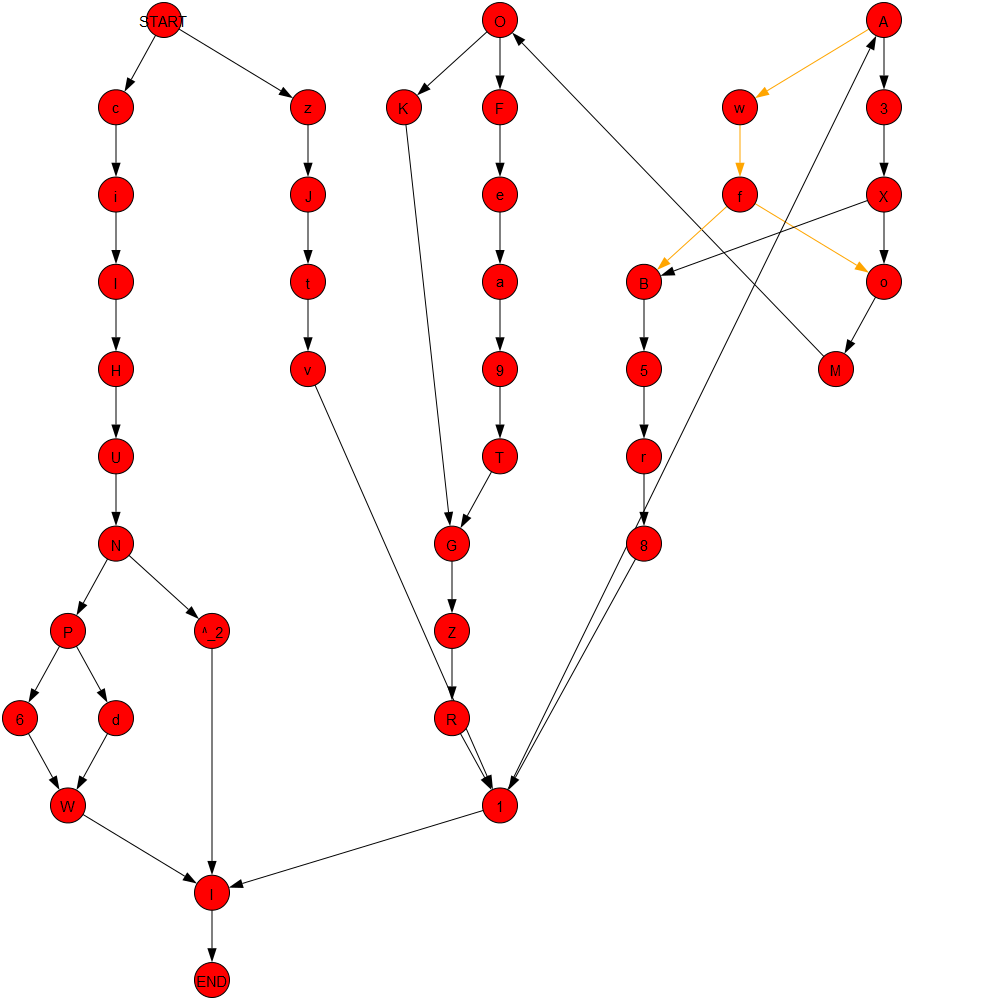 START O A
c z K F w 3
i J e f X
l t a B o
H v 9 5 M
U T r
N G 8
P ^_2 Z
6 d R
W 1
I
END